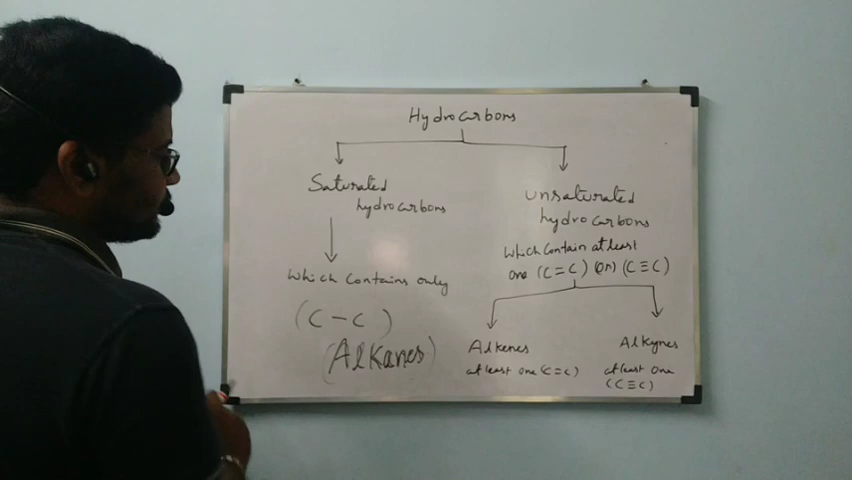 Hydrocarbons
Saturated
hydrocarbons
which contains only
(C-C)
(Alkanes)
Unsaturated
hydrocarbons
which contain at least
one (C=C) (or) (C≡C)
Alkenes
at least one (C=C)
Alkynes
at least one
(C≡C)